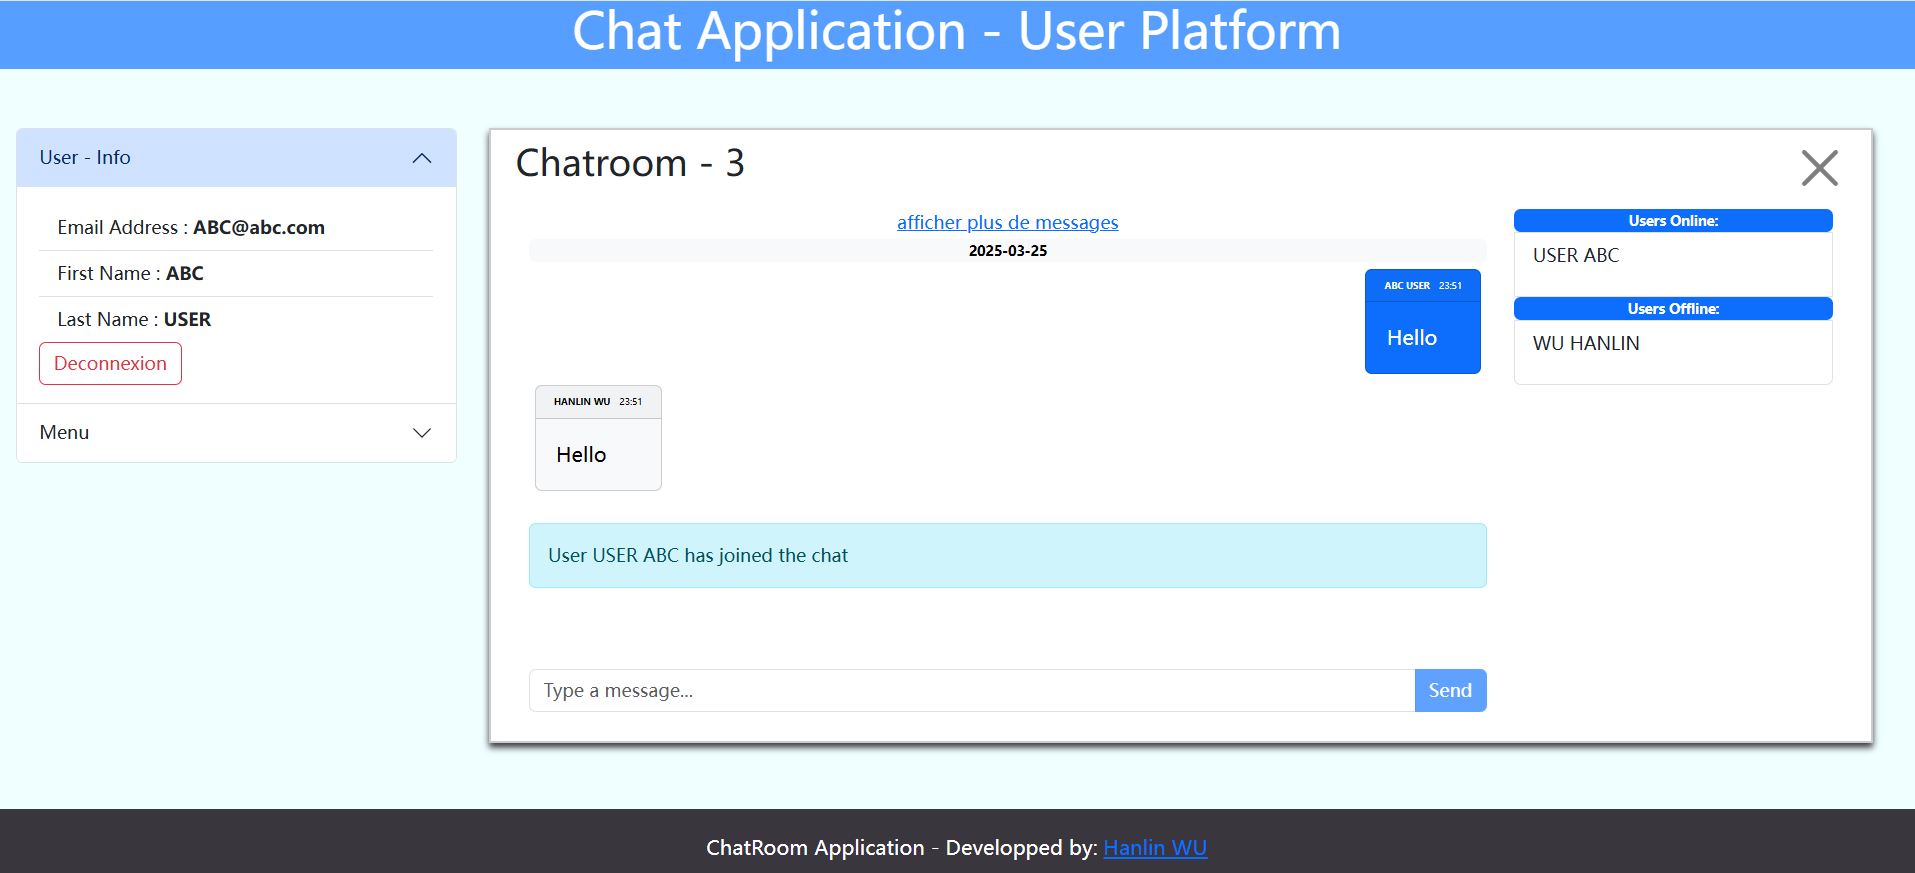 Chat Application - User Platform
User - Info
Email Address : ABC@abc.com
First Name : ABC
Last Name : USER
Deconnexion
Menu
Chatroom - 3
afficher plus de messages
2025-03-25
ABC USER 23:51
Hello
HANLIN WU 23:51
Hello
User USER ABC has joined the chat
Type a message...
Send
Users Online:
USER ABC
Users Offline:
WU HANLIN
ChatRoom Application - Developped by: Hanlin WU